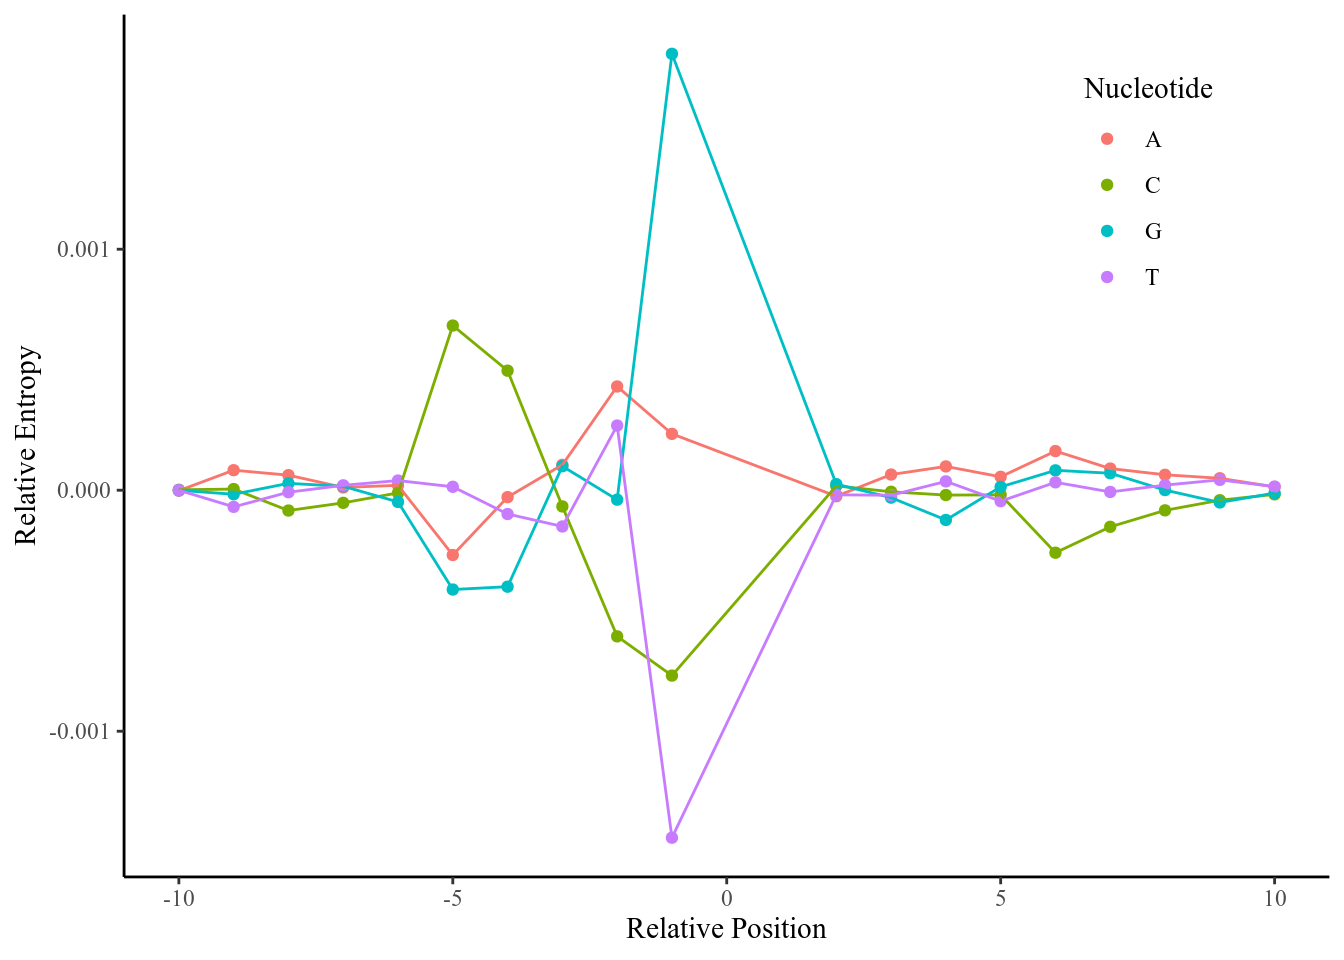 Nucleotide
A
C
G
T
Relative Entropy
0.001
0.000
-0.001
-10
-5
0
5
10
Relative Position